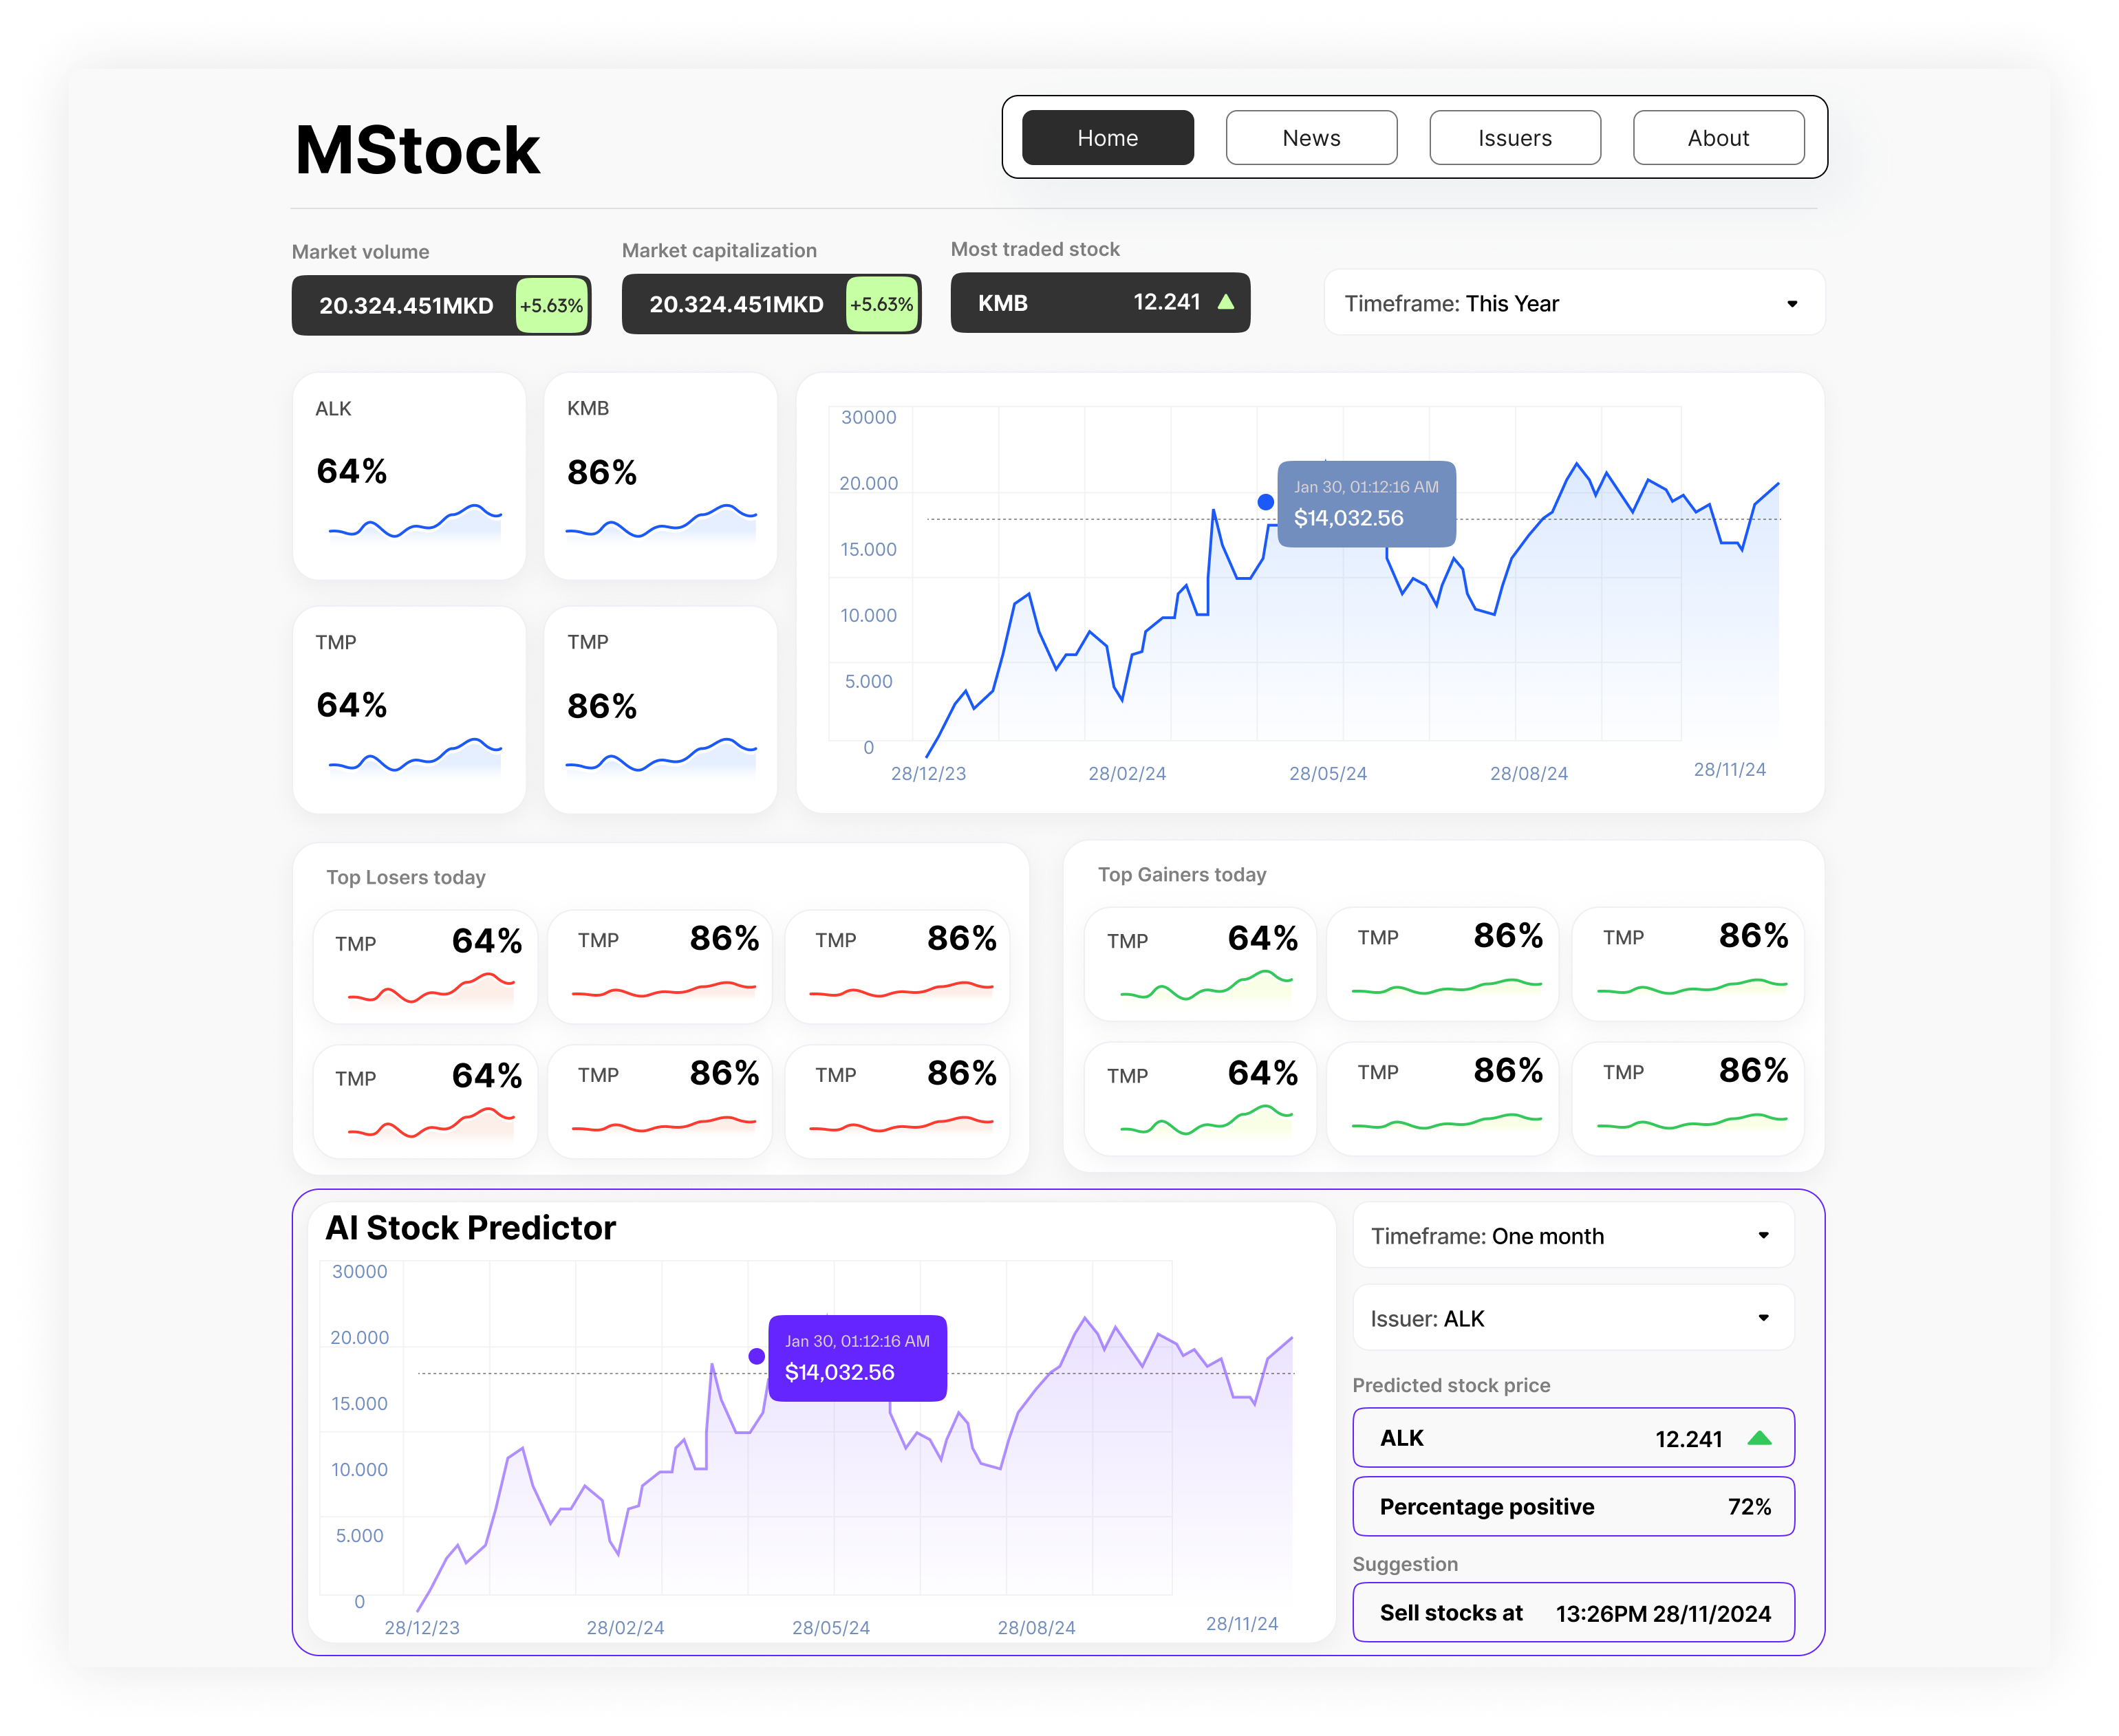 MStock
Home News Issuers About
Market volume
20.324.451MKD +5.63%
Market capitalization
20.324.451MKD +5.63%
Most traded stock
KMB 12.241
Timeframe: This Year
ALK
64%
KMB
86%
TMP
64%
TMP
86%
30000
20.000
15.000
10.000
5.000
0
Jan 30, 01:12:16 AM
$14,032.56
28/12/23 28/02/24 28/05/24 28/08/24 28/11/24
Top Losers today
TMP 64% TMP 86% TMP 86%
TMP 64% TMP 86% TMP 86%
Top Gainers today
TMP 64% TMP 86% TMP 86%
TMP 64% TMP 86% TMP 86%
AI Stock Predictor
30000
20.000
15.000
10.000
5.000
0
Jan 30, 01:12:16 AM
$14,032.56
28/12/23 28/02/24 28/05/24 28/08/24 28/11/24
Timeframe: One month
Issuer: ALK
Predicted stock price
ALK 12.241
Percentage positive 72%
Suggestion
Sell stocks at 13:26PM 28/11/2024